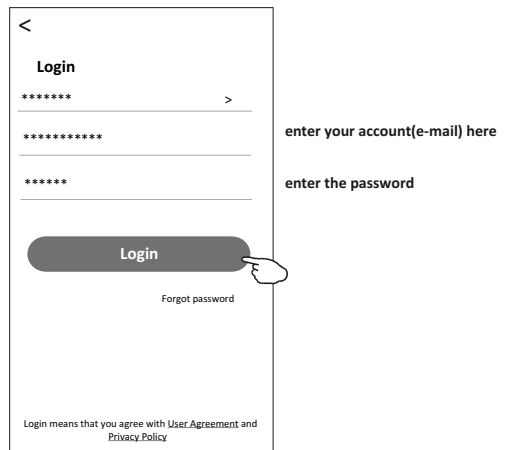 <
Login
******* >
***********
enter your account(e-mail) here
******
enter the password
Login
Forgot password
Login means that you agree with User Agreement and
Privacy Policy